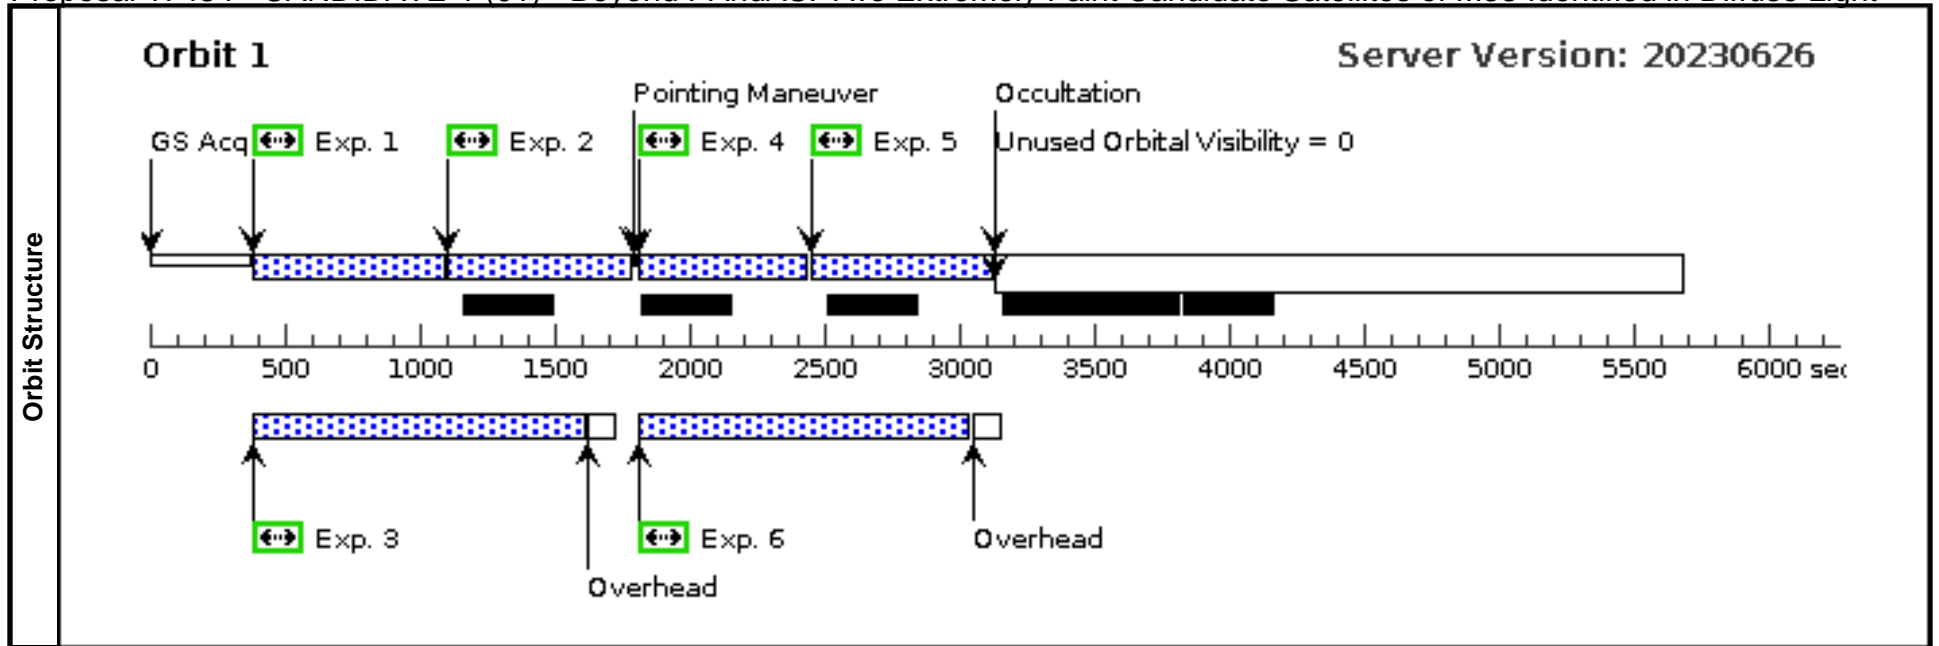 Orbit 1
Server Version: 20230626
Pointing Maneuver
Occultation
GS Acq
Exp. 1
Exp. 2
Exp. 4
Exp. 5
Unused Orbital Visibility = 0
Orbit Structure
0 500 1000 1500 2000 2500 3000 3500 4000 4500 5000 5500 6000 sec
Exp. 3
Exp. 6
Overhead
Overhead